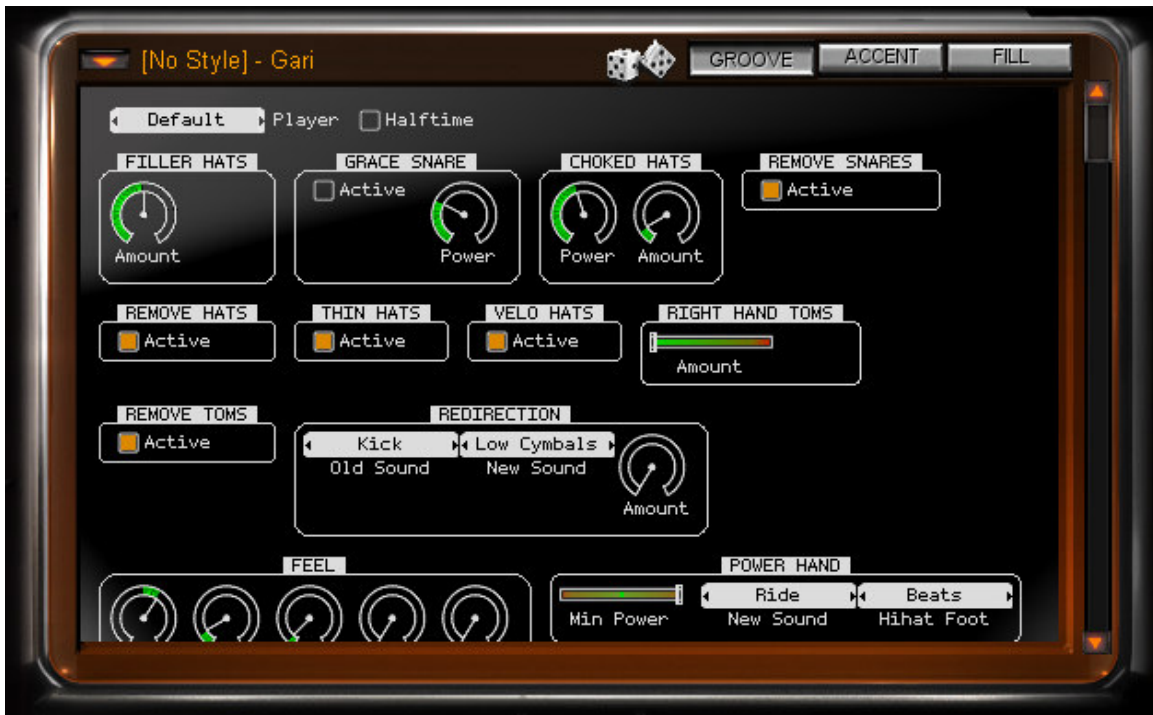 [No Style] - Gari
GROOVE ACCENT FILL
Default Player Halftime
FILLER HATS GRACE SNARE CHOKED HATS REMOVE SNARES
Active Active
Amount Power Power Amount
REMOVE HATS THIN HATS VELO HATS RIGHT HAND TOMS
Active Active Active
Amount
REMOVE TOMS REDIRECTION
Active Kick Low Cymbals
Old Sound New Sound
Amount
FEEL POWER HAND
Ride Beats
Min Power New Sound Hihat Foot